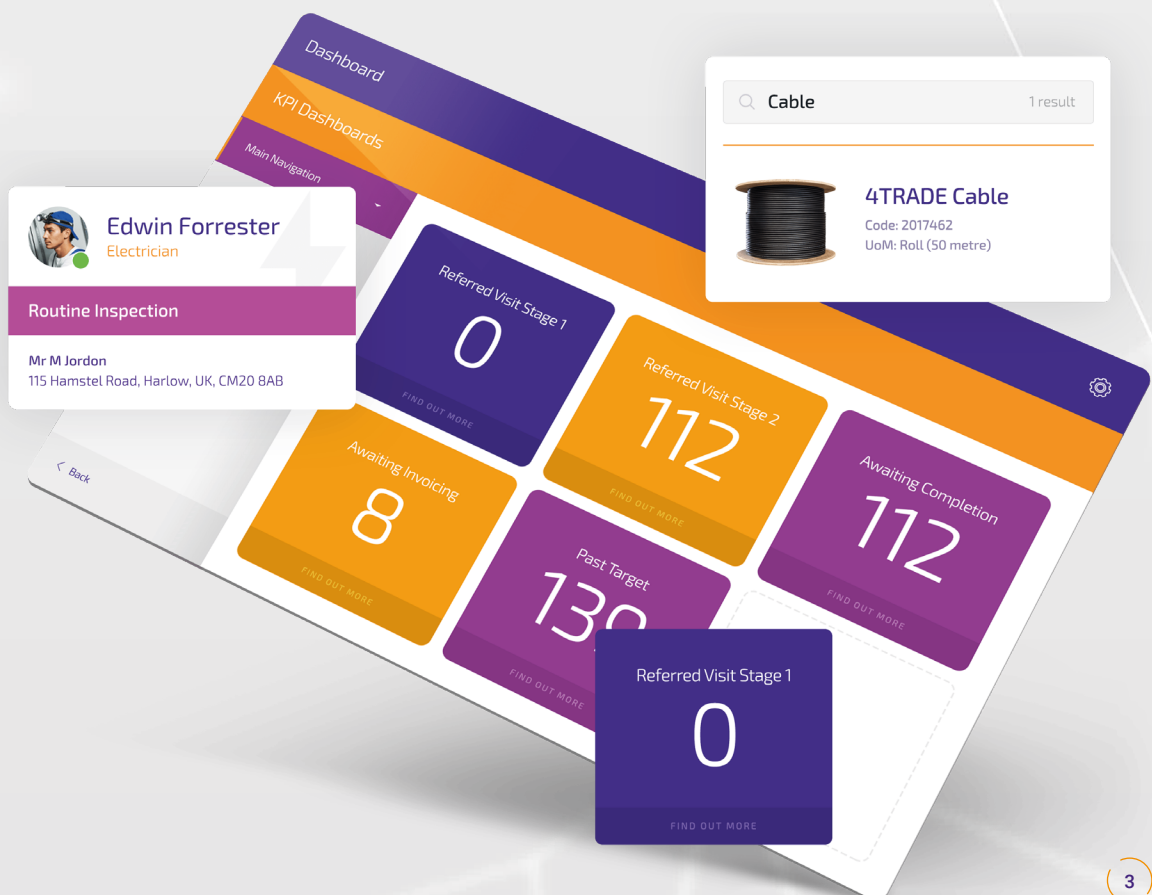 Dashboard
KPI Dashboards
Main Navigation
Cable
1 result
4TRADE Cable
Code: 2017462
UoM: Roll (50 metre)
Edwin Forrester
Electrician
Routine Inspection
Mr M Jordon
115 Hamstel Road, Harlow, UK, CM20 8AB
Back
Referred Visit Stage 1
0
FIND OUT MORE
Referred Visit Stage 2
112
FIND OUT MORE
Awaiting Completion
112
FIND OUT MORE
Awaiting Invoicing
8
FIND OUT MORE
Past Target
139
FIND OUT MORE
Referred Visit Stage 1
0
FIND OUT MORE
3